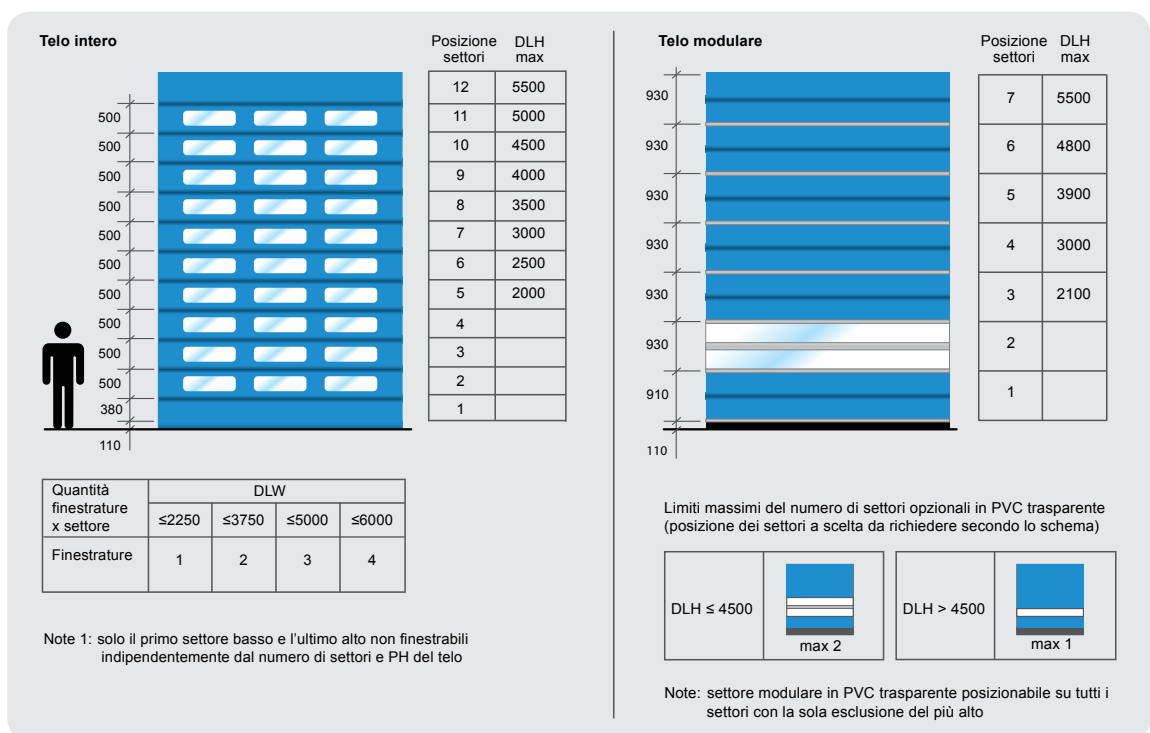 Telo intero
Posizione settori
DLH max
12 5500
500 11 5000
500 10 4500
500 9 4000
500 8 3500
500 7 3000
500 6 2500
500 5 2000
500 4
500 3
500 2
380 1
110
Quantità finestrature x settore
DLW
≤2250 ≤3750 ≤5000 ≤6000
Finestrature 1 2 3 4
Note 1: solo il primo settore basso e l'ultimo alto non finestrabili
indipendentemente dal numero di settori e PH del telo
Telo modulare
Posizione settori
DLH max
930 7 5500
930 6 4800
930 5 3900
930 4 3000
930 3 2100
930 2
910 1
110
Limiti massimi del numero di settori opzionali in PVC trasparente
(posizione dei settori a scelta da richiedere secondo lo schema)
DLH ≤ 4500
max 2
DLH > 4500
max 1
Note: settore modulare in PVC trasparente posizionabile su tutti i
settori con la sola esclusione del più alto